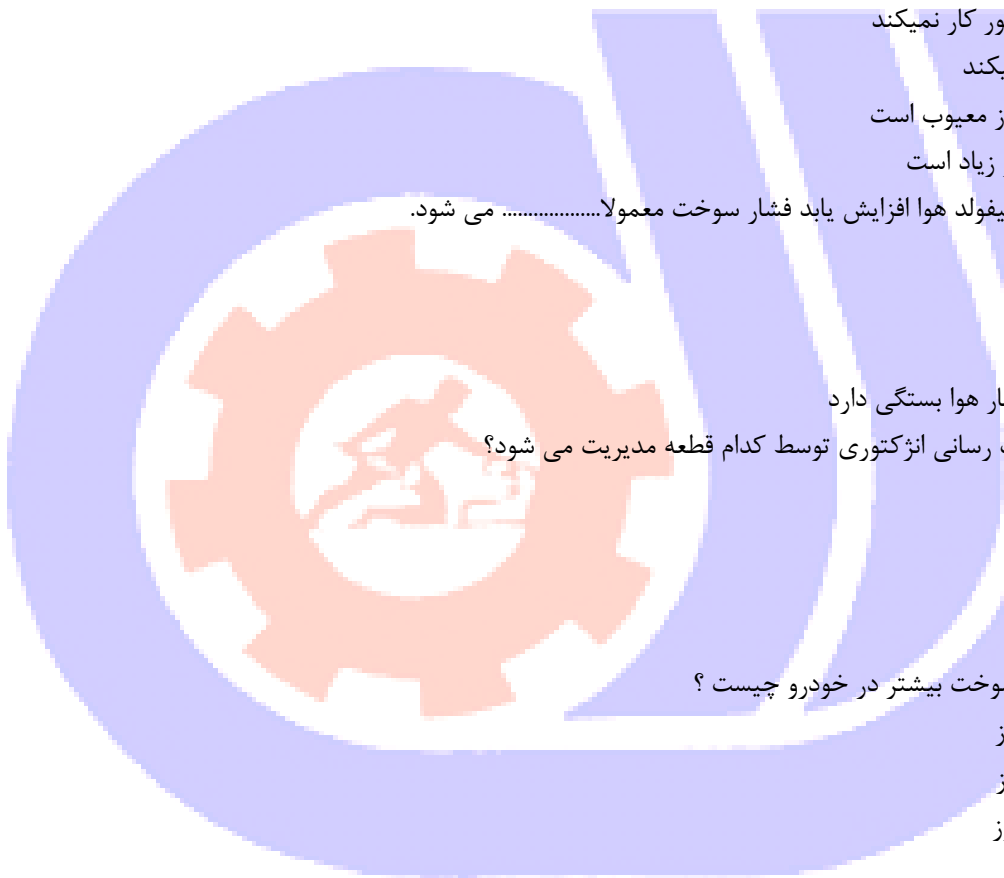 ور کار نمیکند
یکند
ز معیوب است
زیاد است
یفولد هوا افزایش یابد فشار سوخت معمولا.................. می شود.
ار هوا بستگی دارد
رسانی انژکتوری توسط کدام قطعه مدیریت می شود؟
وخت بیشتر در خودرو چیست ؟
ز
ز
ز